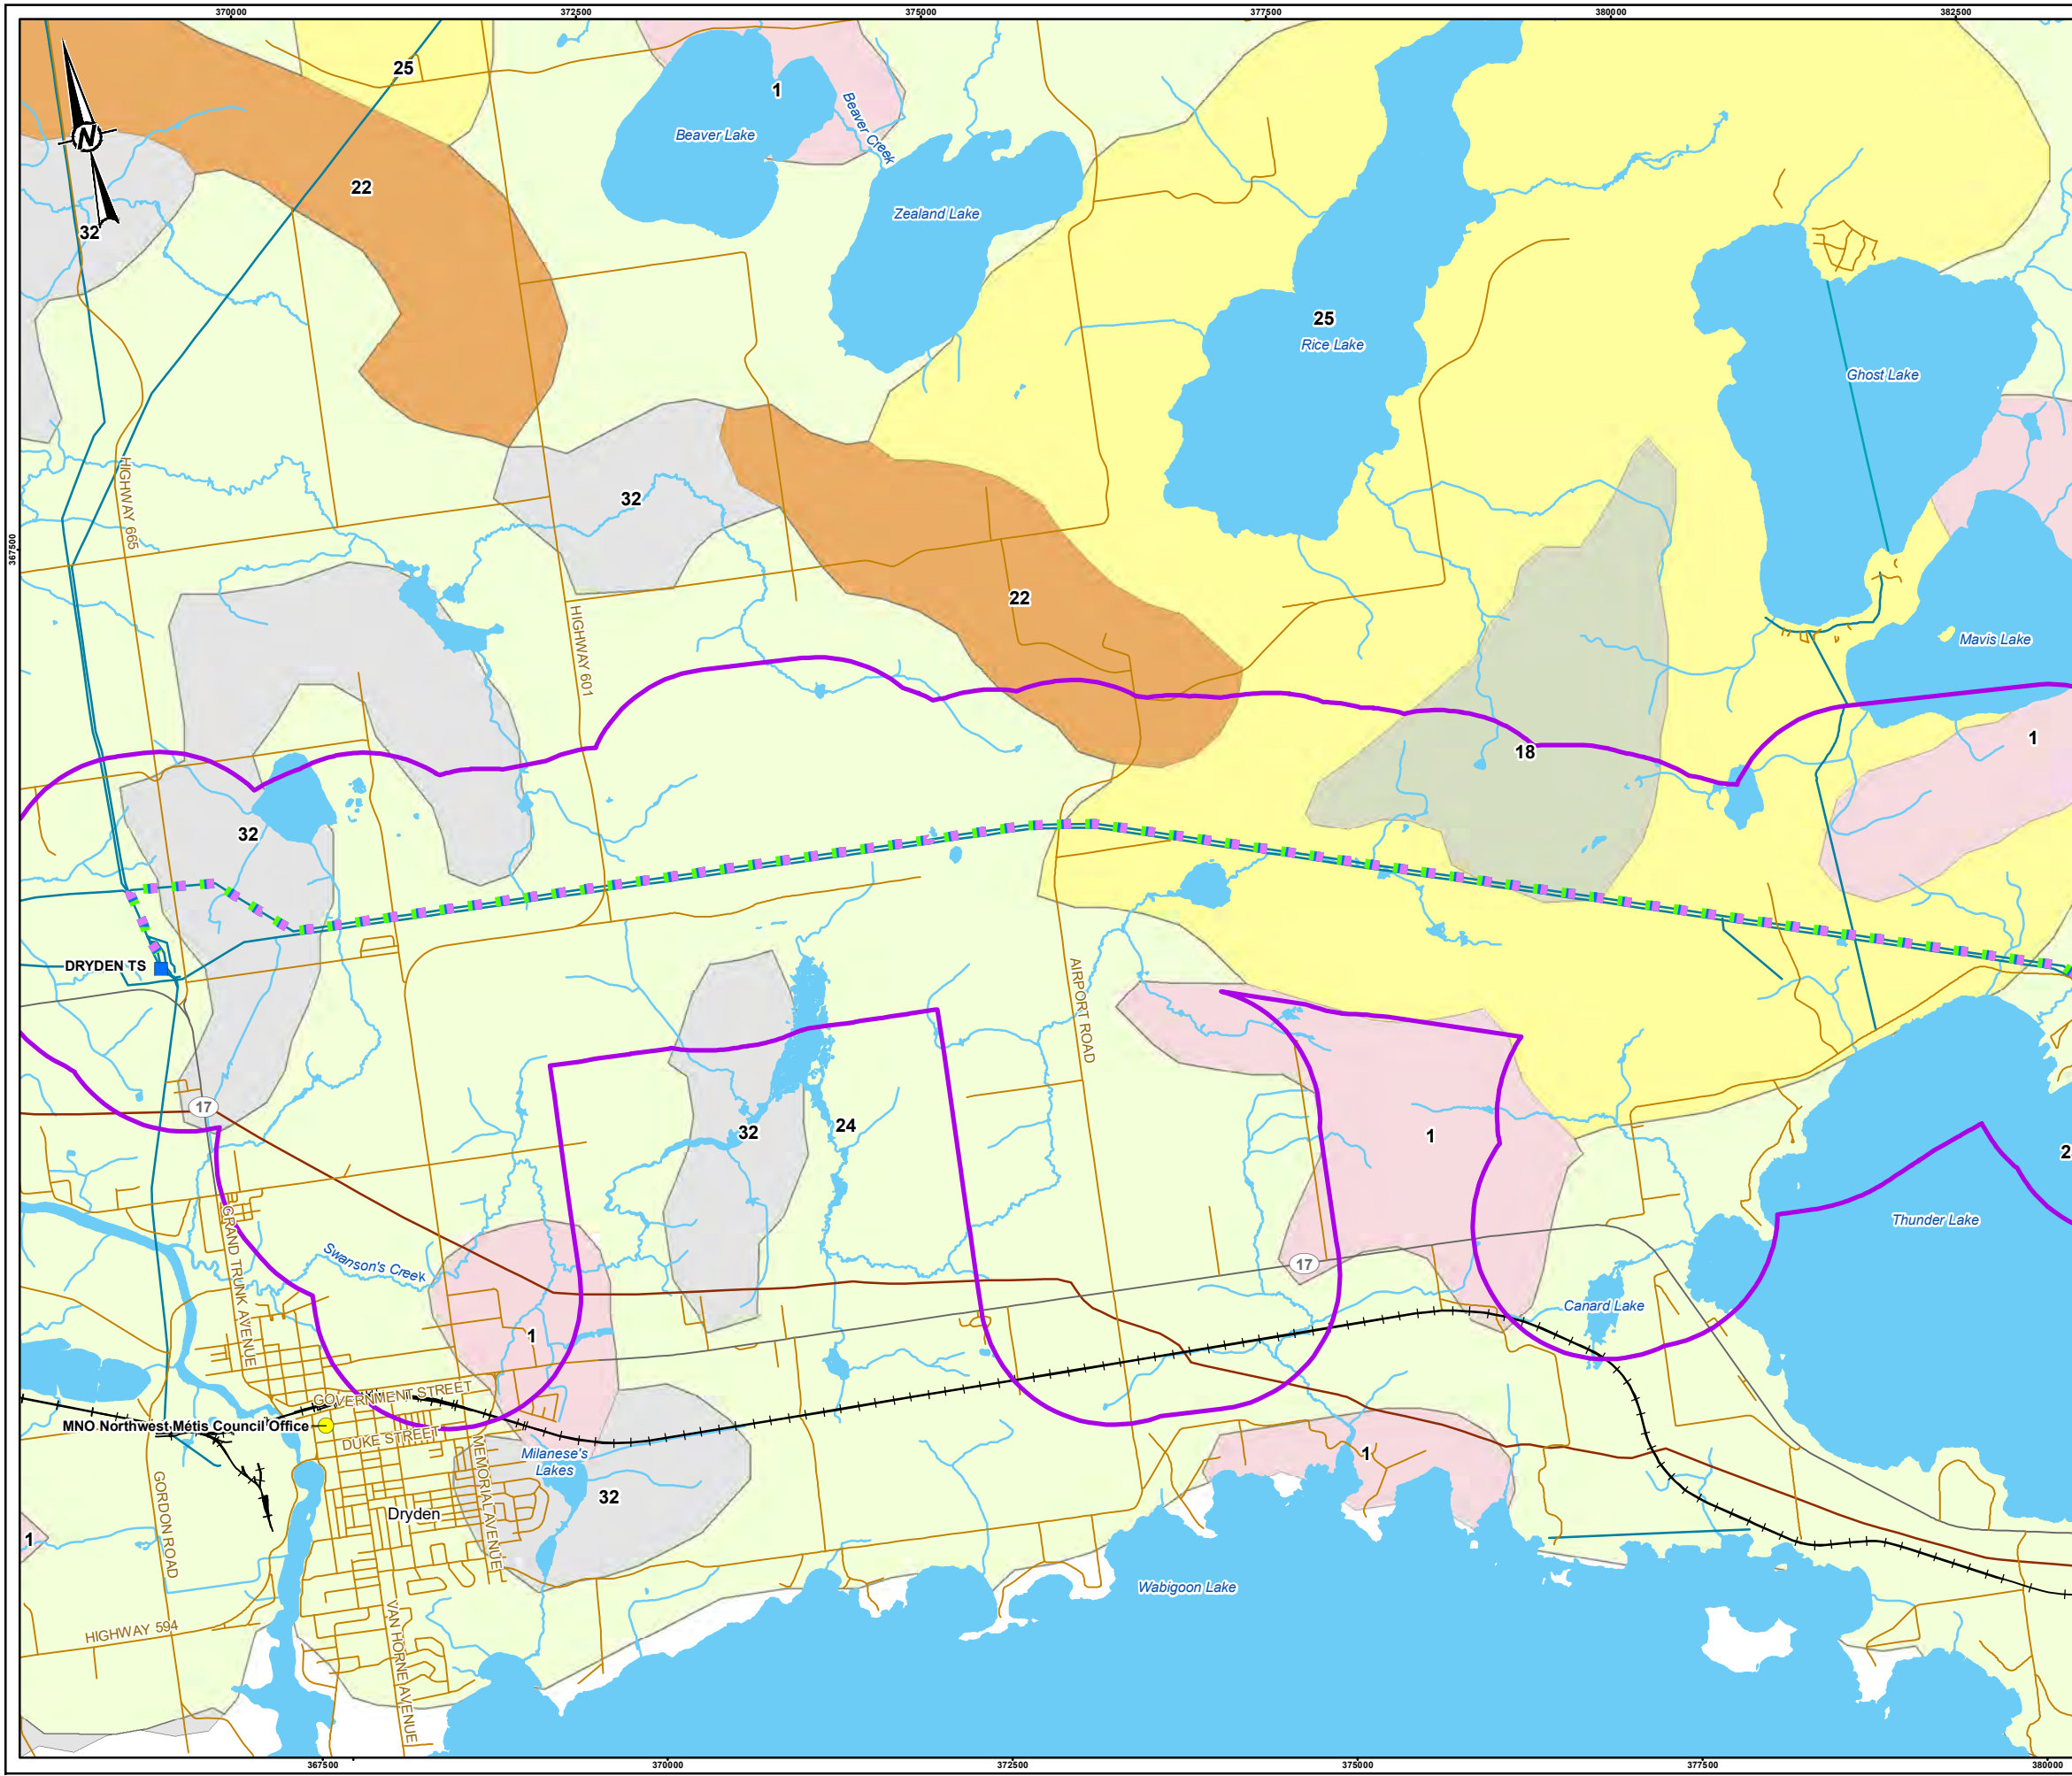 370000 372500 375000 377500 380000 382500
25
1
Beaver Lake
Beaver Creek
N
22
Zealand Lake
32
25
Rice Lake
Ghost Lake
HIGHWAY 665
32
367500
22
HIGHWAY 601
Mavis Lake
1
18
32
DRYDEN TS
AIRPORT ROAD
17
32
24
1
2
GRAND TRUNK AVENUE
Swanson's Creek
Thunder Lake
17
Canard Lake
1
GOVERNMENT STREET
MNO Northwest Métis Council Office
DUKE STREET
MEMORIAL AVENUE
Milanese's
Lakes
1
32
GORDON ROAD
Dryden
1
Wabigoon Lake
HIGHWAY 594
VAN HORNE AVENUE
367500 370000 372500 375000 377500 380000